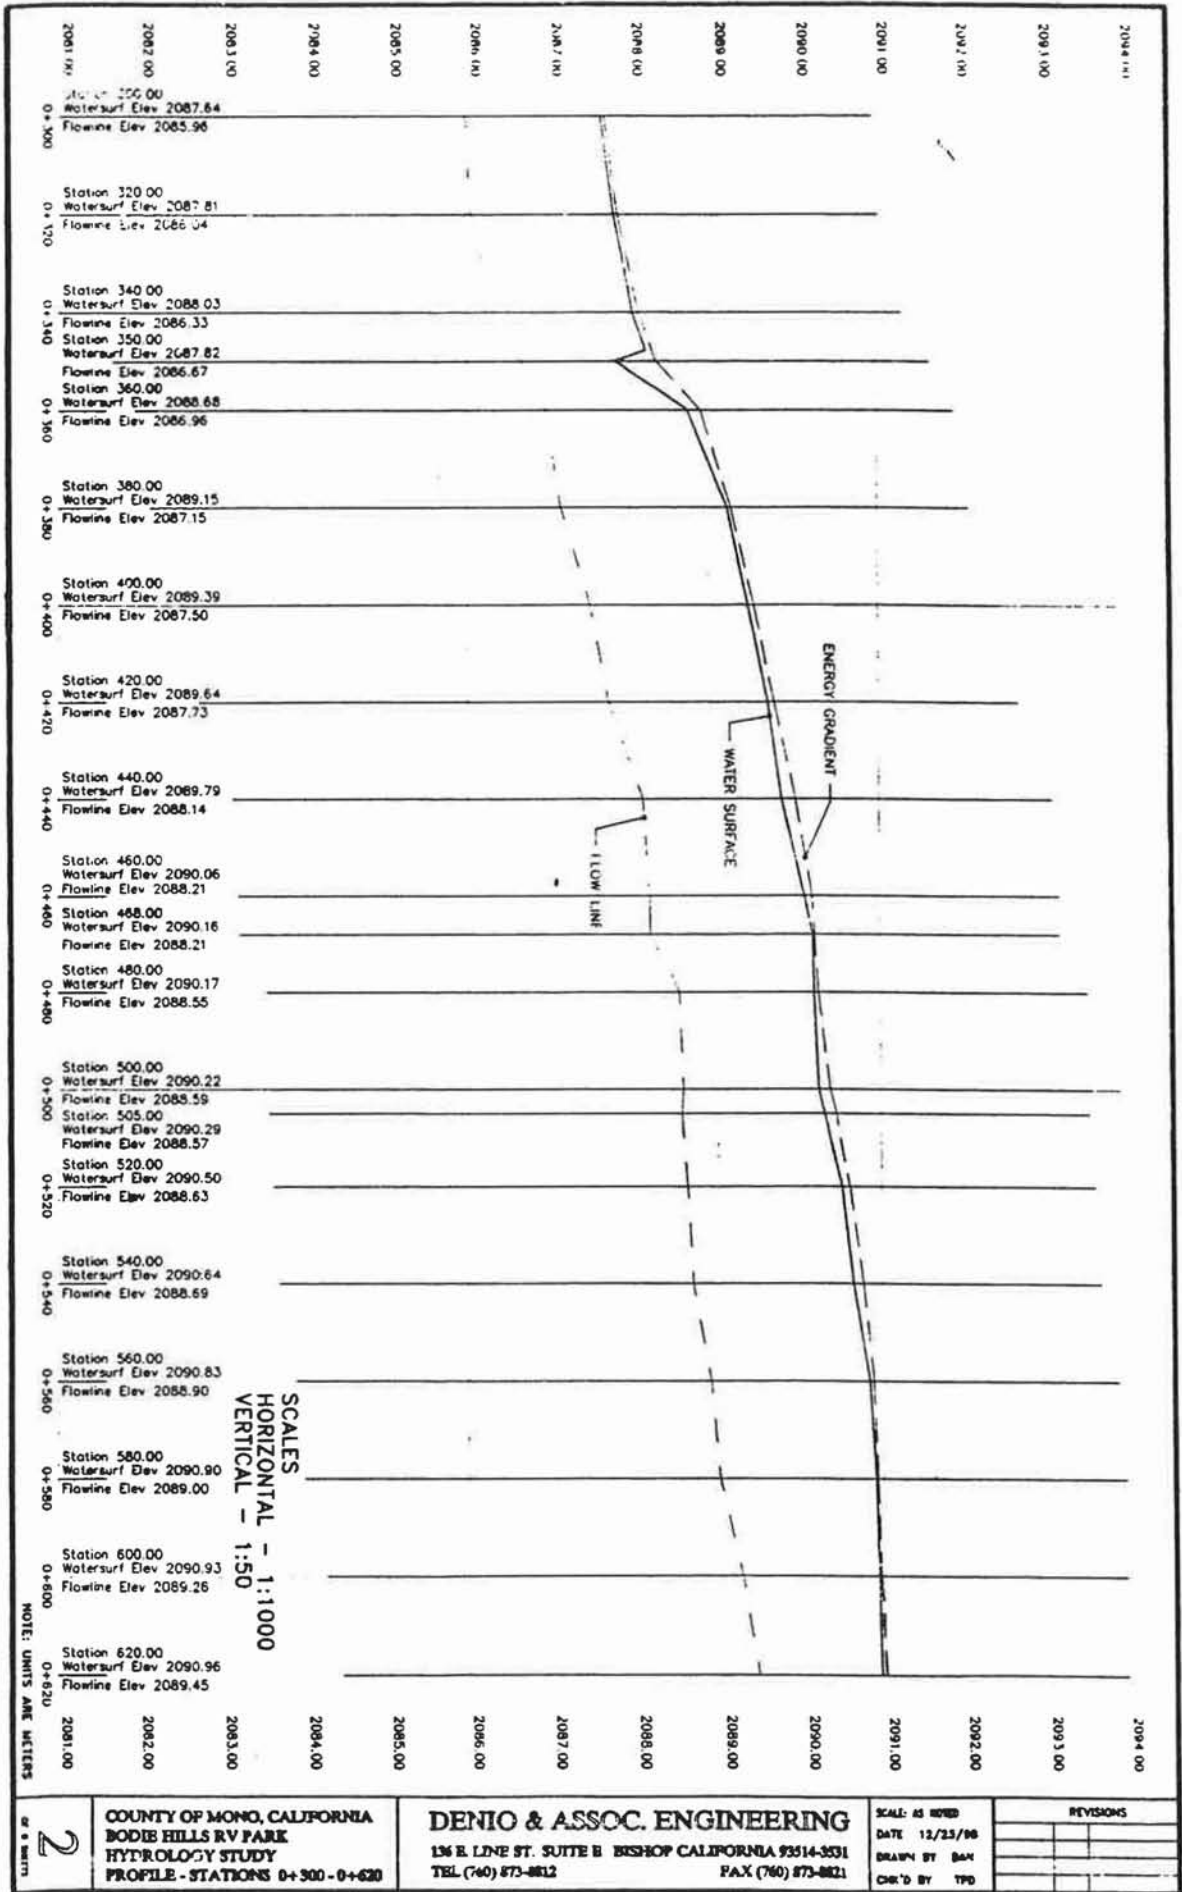 2081.00
2082.00
2083.00
2084.00
2085.00
2086.00
2087.00
2088.00
2089.00
2090.00
2091.00
2092.00
2093.00
2094.00
0+300
Watersurf Elev 2087.64
Flowline Elev 2085.96
0+320
Station 320.00
Watersurf Elev 2087.81
Flowline Elev 2086.04
0+340
Station 340.00
Watersurf Elev 2088.03
Flowline Elev 2086.33
Station 350.00
Watersurf Elev 2087.82
Flowline Elev 2086.67
0+360
Station 360.00
Watersurf Elev 2088.68
Flowline Elev 2086.96
0+380
Station 380.00
Watersurf Elev 2089.15
Flowline Elev 2087.15
0+400
Station 400.00
Watersurf Elev 2089.39
Flowline Elev 2087.50
0+420
Station 420.00
Watersurf Elev 2089.64
Flowline Elev 2087.73
0+440
Station 440.00
Watersurf Elev 2089.79
Flowline Elev 2088.14
0+460
Station 460.00
Watersurf Elev 2090.06
Flowline Elev 2088.21
Station 468.00
Watersurf Elev 2090.16
Flowline Elev 2088.21
0+480
Station 480.00
Watersurf Elev 2090.17
Flowline Elev 2088.55
0+500
Station 500.00
Watersurf Elev 2090.22
Flowline Elev 2088.59
Station 505.00
Watersurf Elev 2090.29
Flowline Elev 2088.57
0+520
Station 520.00
Watersurf Elev 2090.50
Flowline Elev 2088.63
0+540
Station 540.00
Watersurf Elev 2090.64
Flowline Elev 2088.69
0+560
Station 560.00
Watersurf Elev 2090.83
Flowline Elev 2088.90
0+580
Station 580.00
Watersurf Elev 2090.90
Flowline Elev 2089.00
0+600
Station 600.00
Watersurf Elev 2090.93
Flowline Elev 2089.26
0+620
Station 620.00
Watersurf Elev 2090.96
Flowline Elev 2089.45
ENERGY GRADIENT
WATER SURFACE
FLOW LINE
SCALES
HORIZONTAL - 1:1000
VERTICAL - 1:50
2081.00
2082.00
2083.00
2084.00
2085.00
2086.00
2087.00
2088.00
2089.00
2090.00
2091.00
2092.00
2093.00
2094.00
NOTE: UNITS ARE METERS
2
OF 6 SHEETS
COUNTY OF MONO, CALIFORNIA
BODIE HILLS RV PARK
HYDROLOGY STUDY
PROFILE - STATIONS 0+300 - 0+620
DENIO & ASSOC. ENGINEERING
136 E. LINE ST. SUITE B BISHOP CALIFORNIA 93514-3531
TEL (760) 873-8812 FAX (760) 873-8821
SCALE: AS NOTED
DATE 12/23/98
DRAWN BY
CHK'D BY TPD
REVISIONS